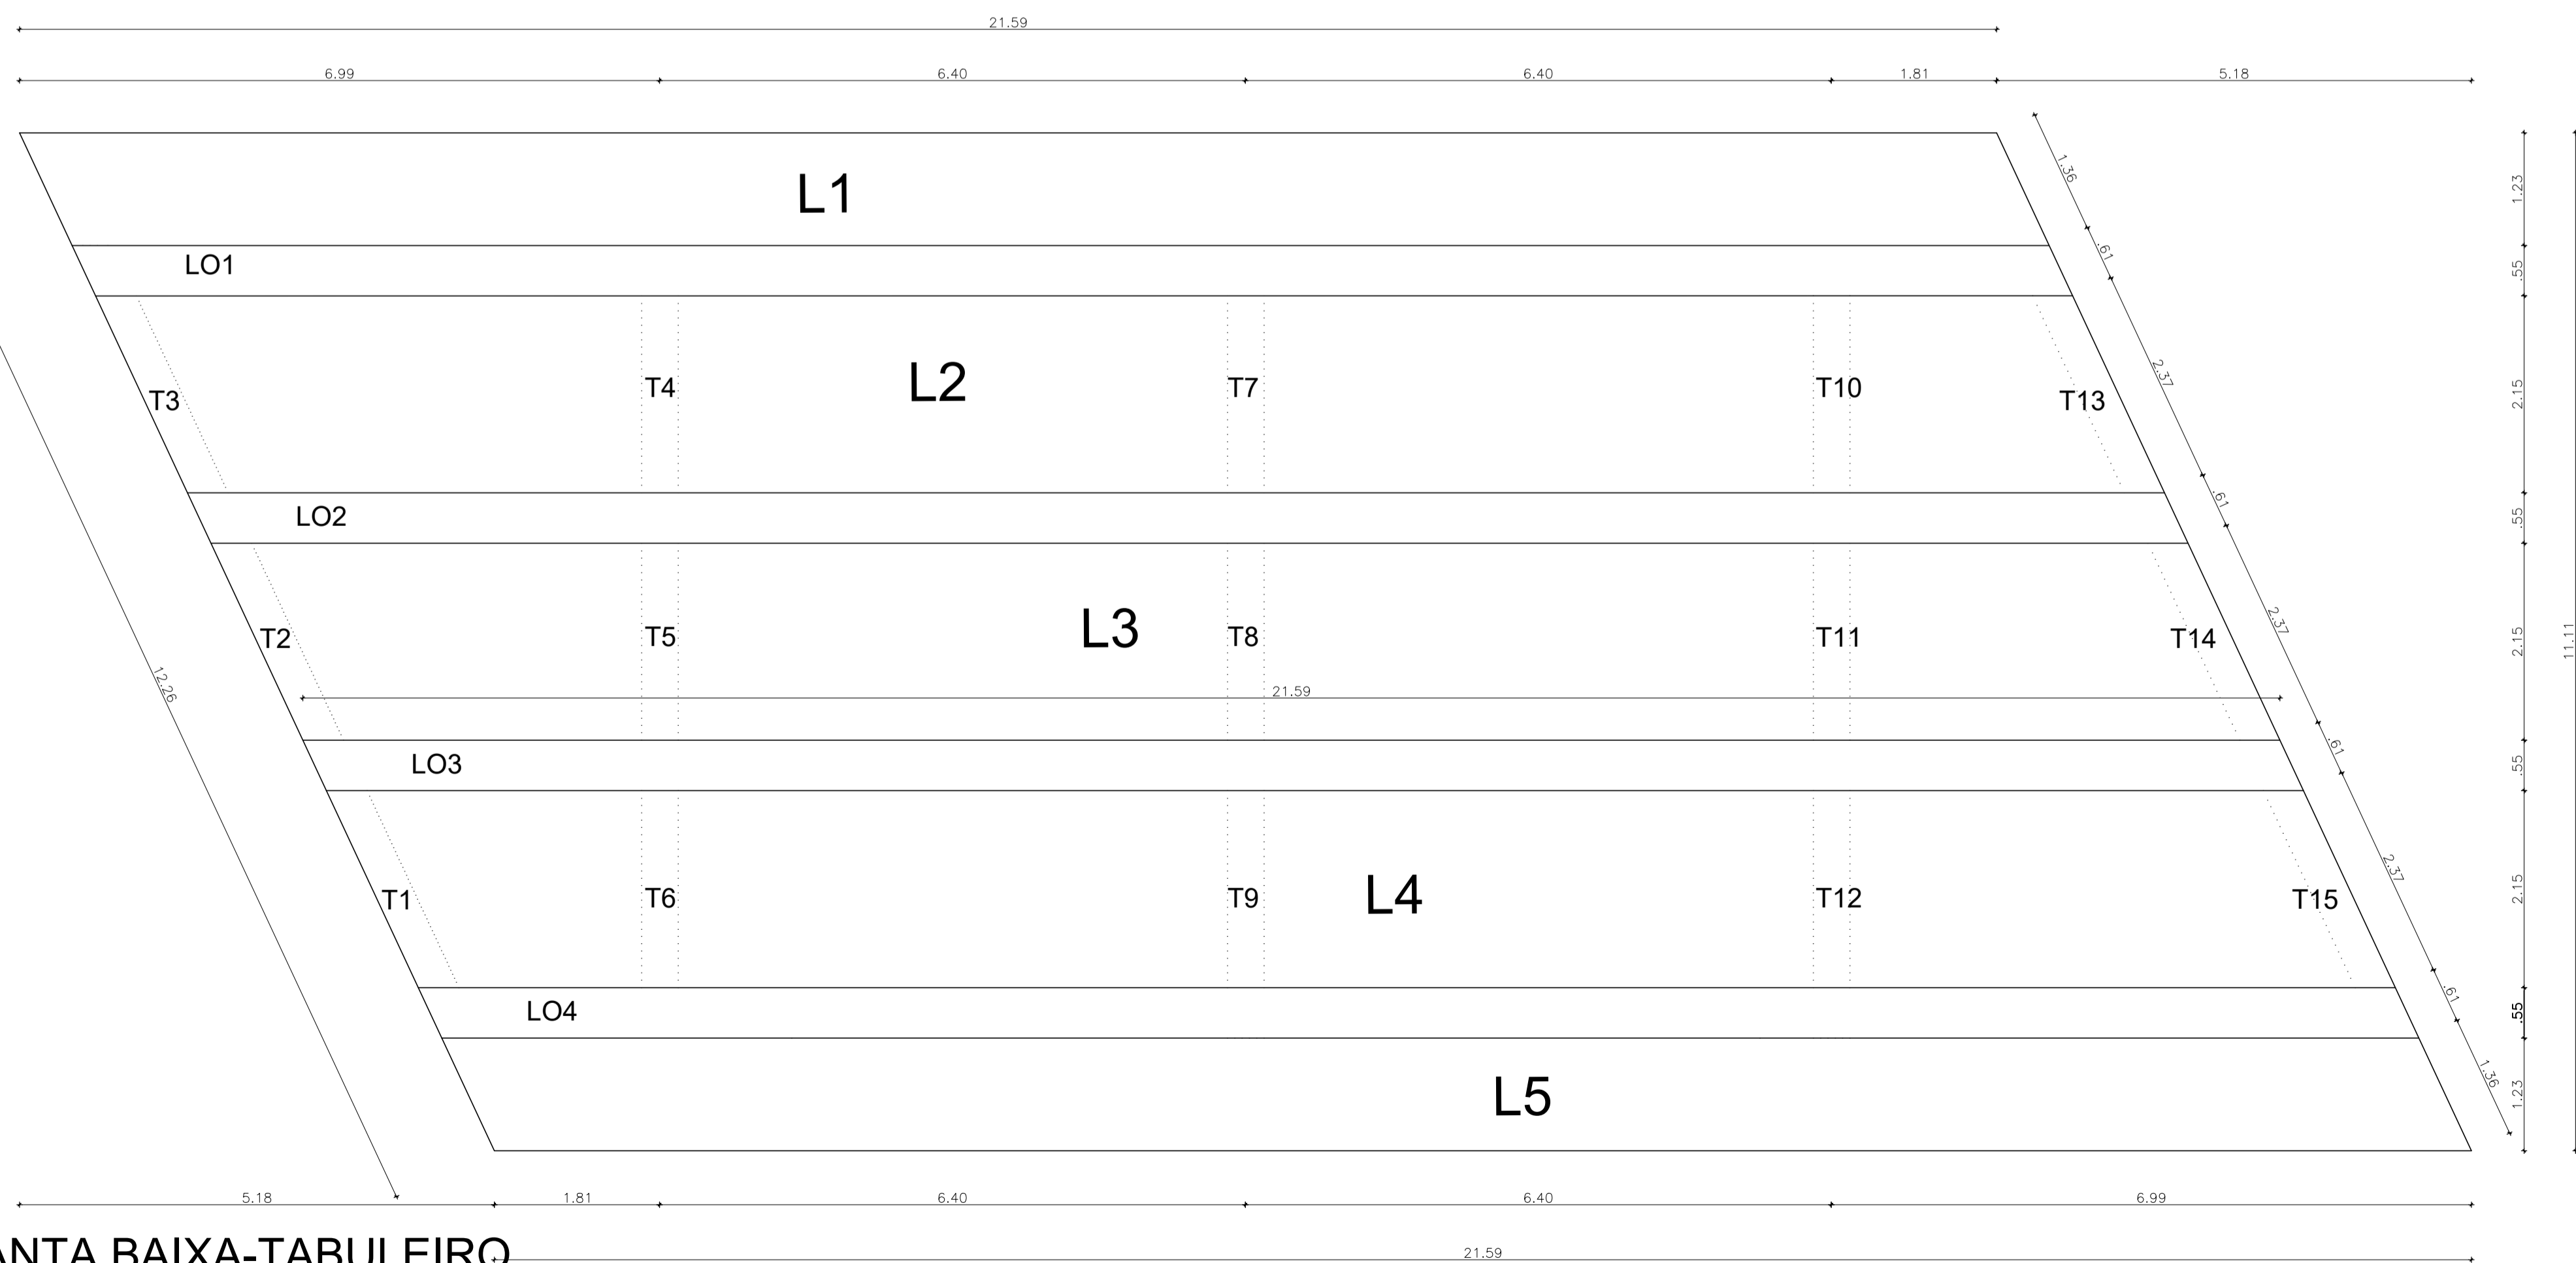 21.59
6.99 6.40 6.40 1.81 5.18
1.36
1.23
L1
.61
LO1 .55
2.37
L2
T3 T4 T7 T10 T13 2.15
.61
LO2 .55
2.37
L3
T2 T5 T8 T11 T14 2.15
11.11
12.26
21.59
.61
LO3 .55
2.37
L4
T1 T6 T9 T12 T15 2.15
.61
LO4 .55
1.36
L5 1.23
5.18 1.81 6.40 6.40 6.99
ANTA BAIXA-TABULEIRO
21.59